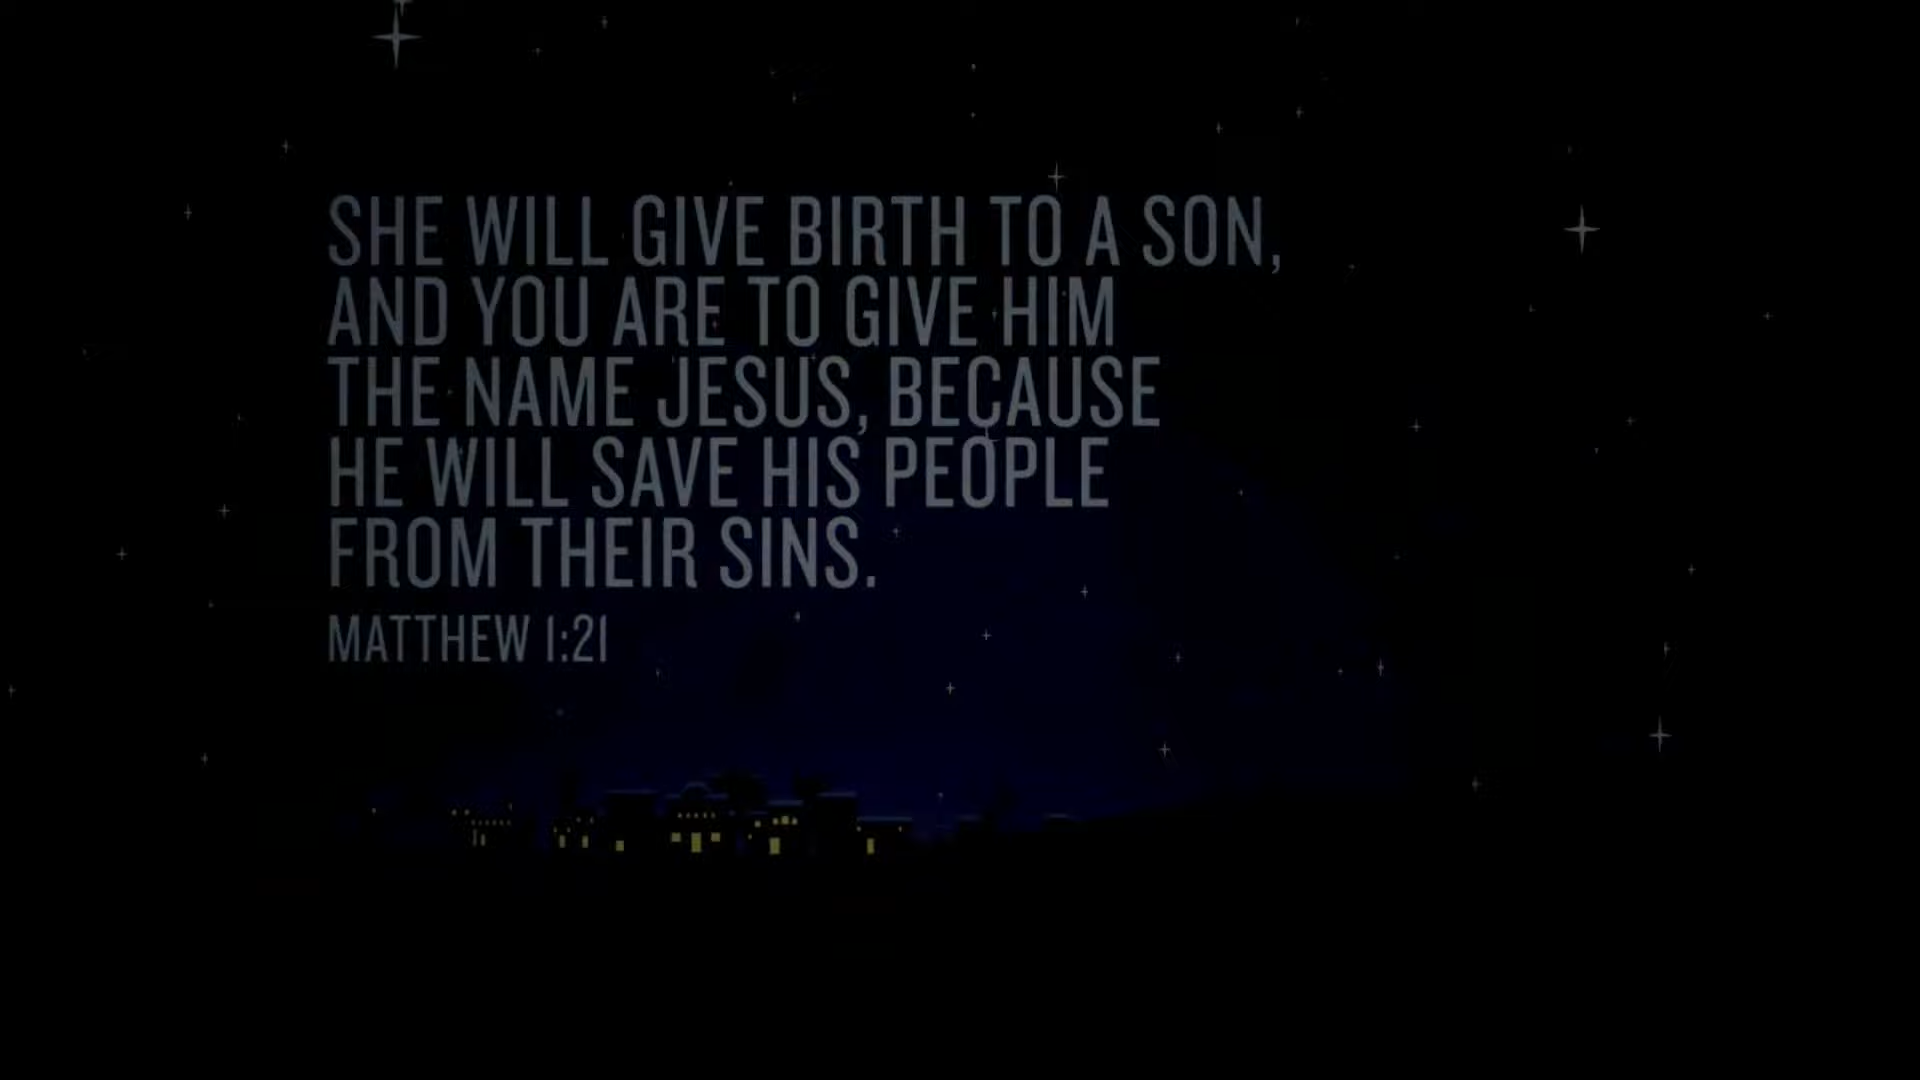 SHE WILL GIVE BIRTH TO A SON,
AND YOU ARE TO GIVE HIM
THE NAME JESUS, BECAUSE
HE WILL SAVE HIS PEOPLE
FROM THEIR SINS.
MATTHEW 1:21